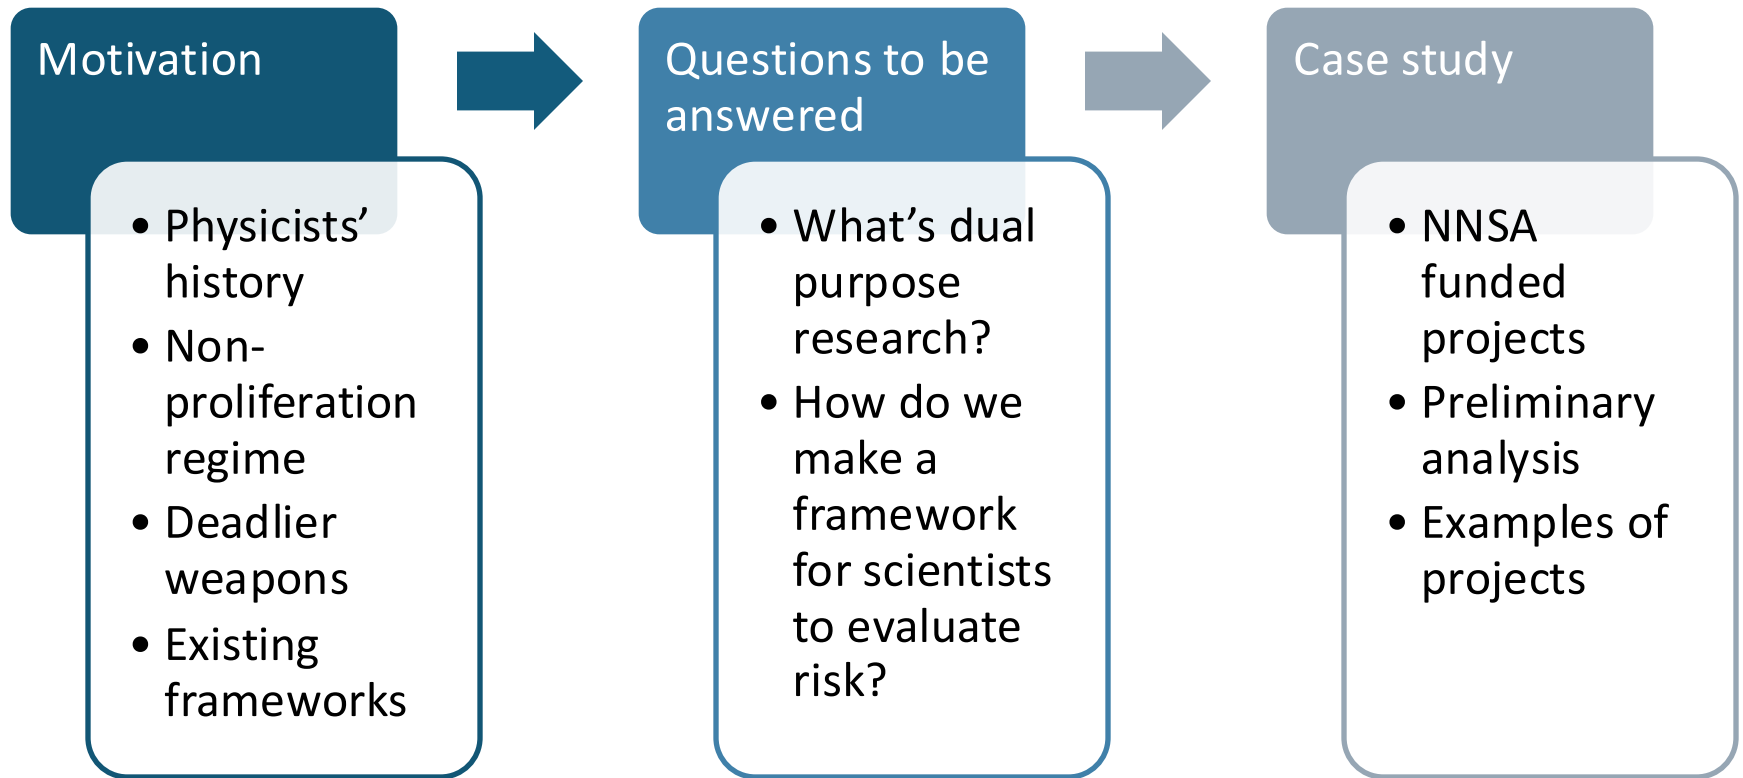 Motivation
• Physicists’
history
• Non-
proliferation
regime
• Deadlier
weapons
• Existing
frameworks
Questions to be
answered
• What’s dual
purpose
research?
• How do we
make a
framework
for scientists
to evaluate
risk?
Case study
• NNSA
funded
projects
• Preliminary
analysis
• Examples of
projects